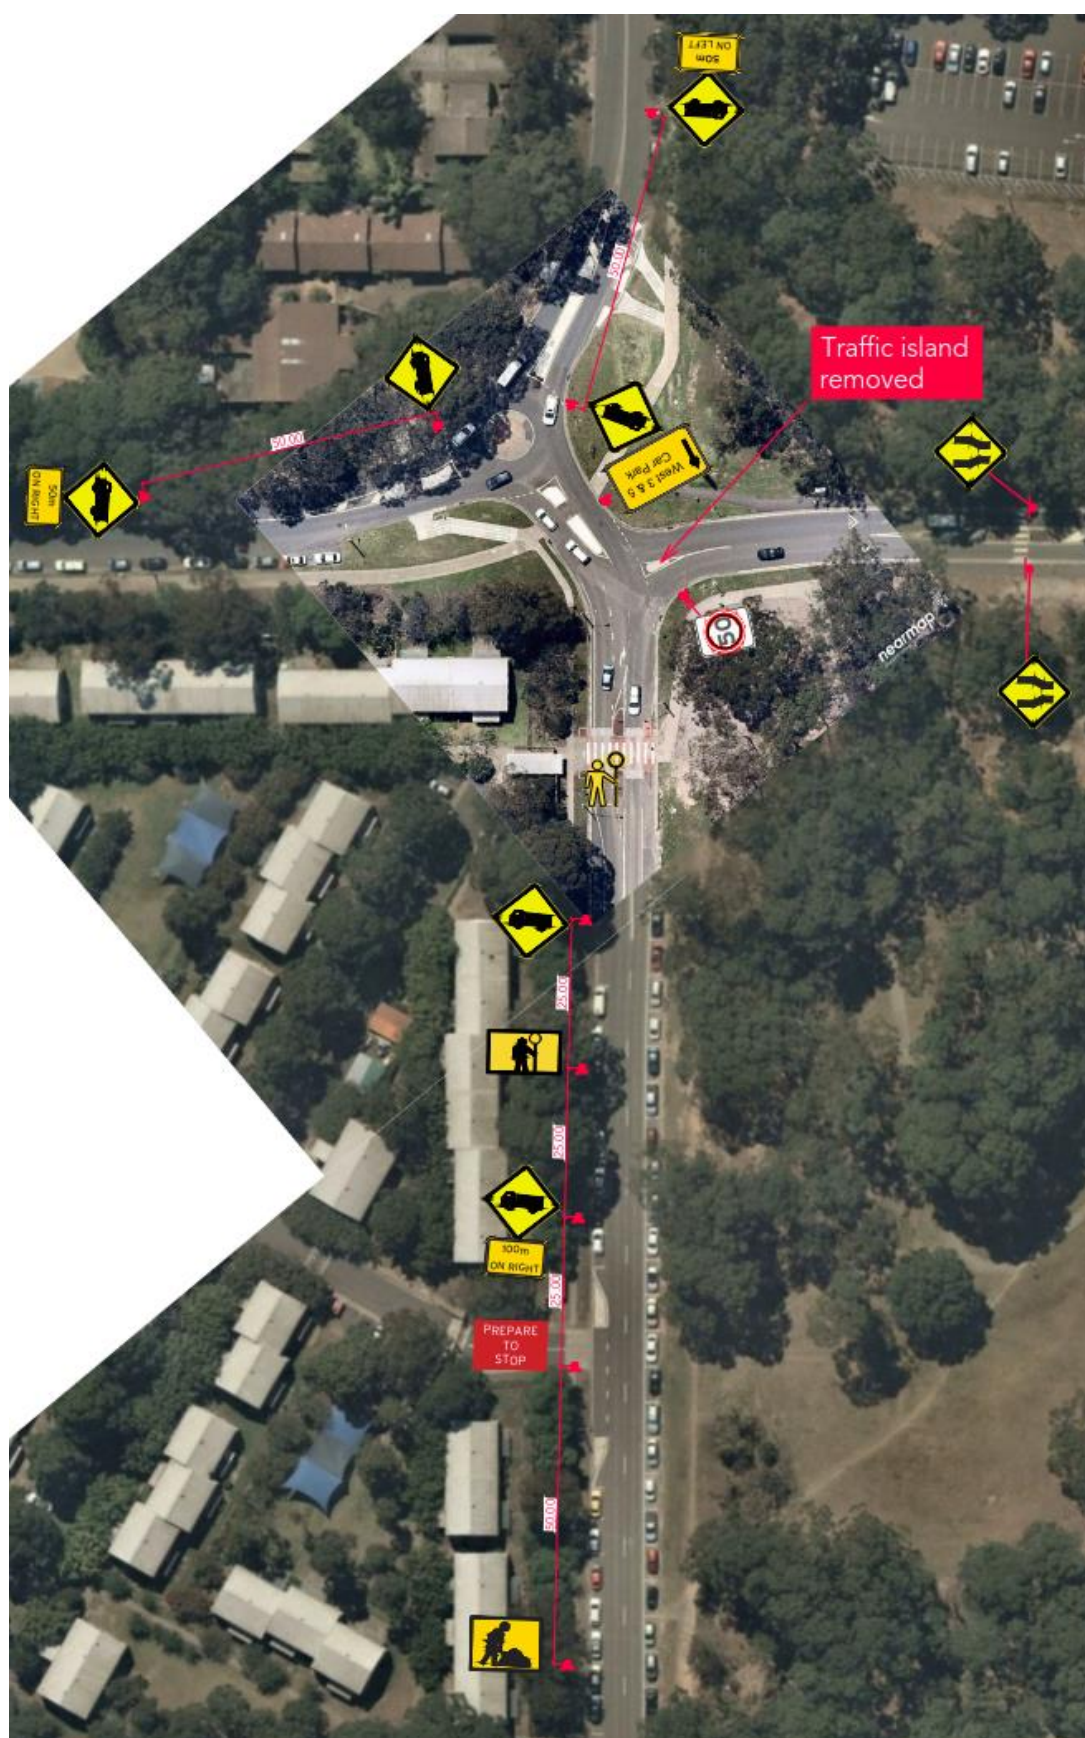 50m
ON LEFT
50.00
Traffic island
removed
50.00
50m
ON RIGHT
West 3 & 6
Car Park
50
nearmap
25.00
25.00
100m
ON RIGHT
25.00
PREPARE
TO
STOP
50.00